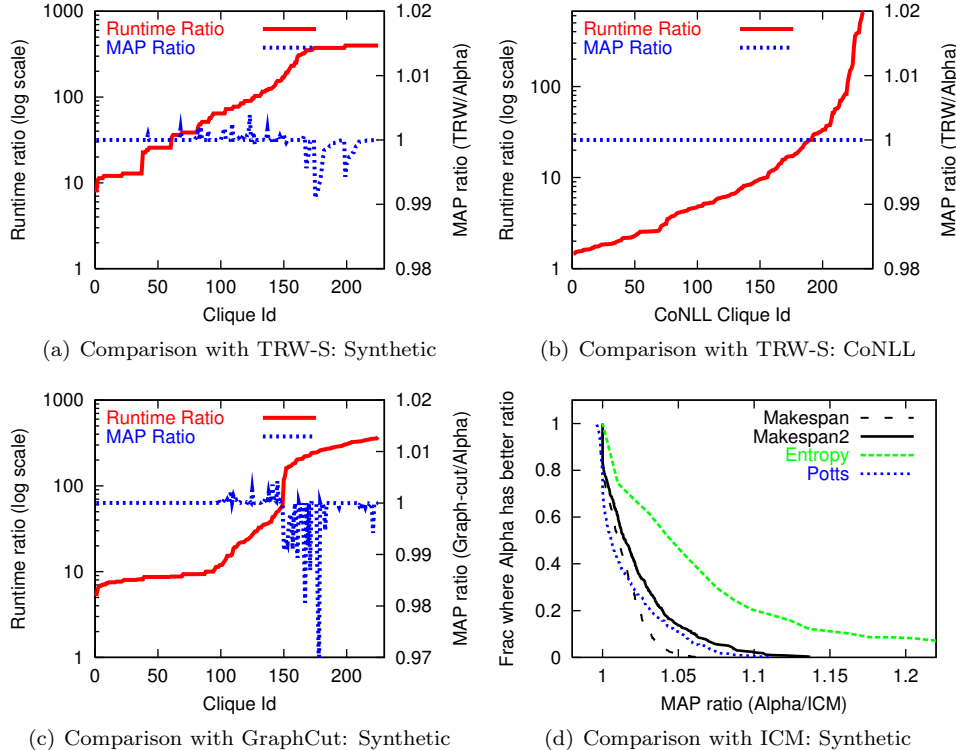 Runtime ratio (log scale)
1000
100
10
1
Runtime Ratio
MAP Ratio
1.02
1.01
1
0.99
0.98
MAP ratio (TRW/Alpha)
0 50 100 150 200
Clique Id
(a) Comparison with TRW-S: Synthetic
Runtime ratio (log scale)
100
10
1
Runtime Ratio
MAP Ratio
1.02
1.01
1
0.99
0.98
MAP ratio (TRW/Alpha)
0 50 100 150 200
CoNLL Clique Id
(b) Comparison with TRW-S: CoNLL
Runtime ratio (log scale)
1000
100
10
1
Runtime Ratio
MAP Ratio
1.02
1.01
1
0.99
0.98
0.97
MAP ratio (Graph-cut/Alpha)
0 50 100 150 200
Clique Id
(c) Comparison with GraphCut: Synthetic
Frac where Alpha has better ratio
1
0.8
0.6
0.4
0.2
0
Makespan
Makespan2
Entropy
Potts
1 1.05 1.1 1.15 1.2
MAP ratio (Alpha/ICM)
(d) Comparison with ICM: Synthetic